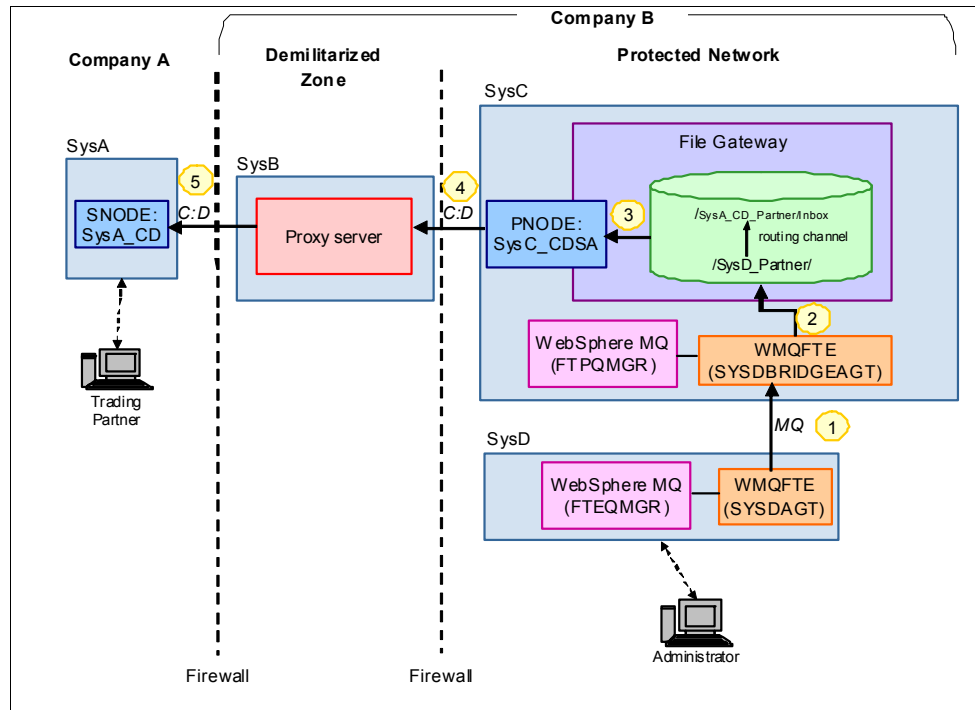 Company B
Company A
Demilitarized
Zone
Protected Network
SysC
File Gateway
SysA
SysB
5
C:D
4
C:D
3
SNODE:
SysA_CD
Proxy server
PNODE:
SysC_CDSA
/SysA_CD_Partner/Inbox
routing channel
/SysD_Partner/
2
WebSphere MQ
(FTPQMGR)
WMQFTE
(SYSDBRIDGEAGT)
Trading
Partner
MQ
1
SysD
WebSphere MQ
(FTEQMGR)
WMQFTE
(SYSDAGT)
Administrator
Firewall
Firewall